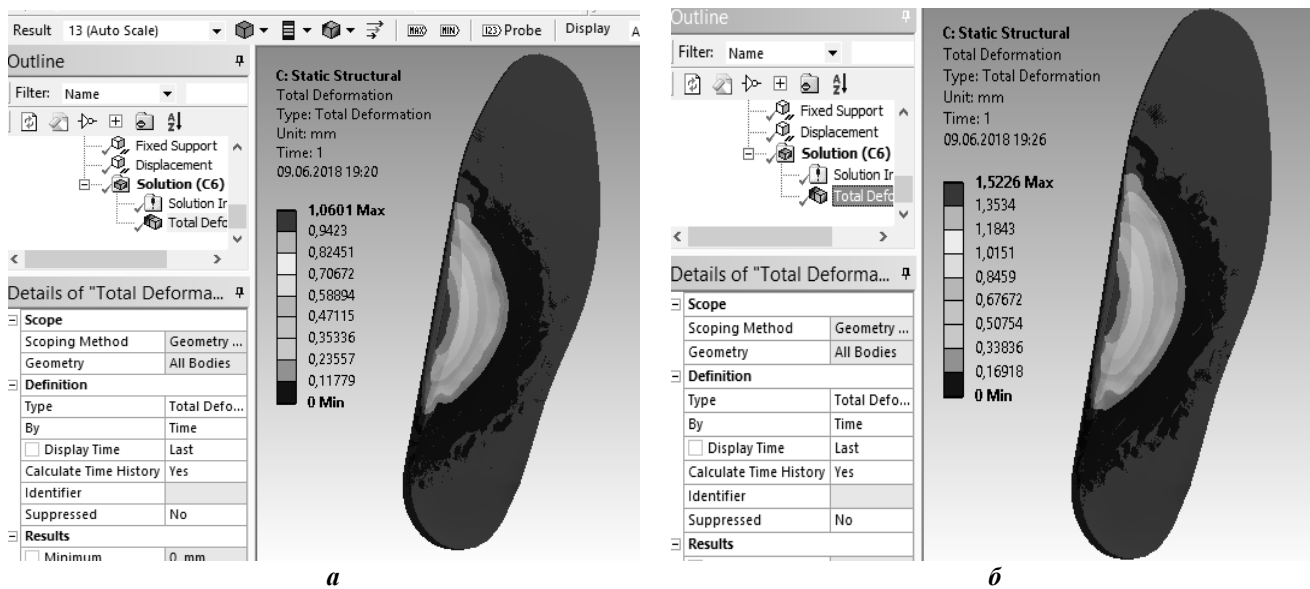 Result 13 (Auto Scale) MAX MIN Probe Display A
Outline
Filter: Name
Fixed Support
Displacement
Solution (C6)
Solution Ir
Total Defc
Details of "Total Deforma...
Scope
Scoping Method Geometry ...
Geometry All Bodies
Definition
Type Total Defo...
By Time
Display Time Last
Calculate Time History Yes
Identifier
Suppressed No
Results
Minimum 0, mm
C: Static Structural
Total Deformation
Type: Total Deformation
Unit: mm
Time: 1
09.06.2018 19:20
1,0601 Max
0,9423
0,82451
0,70672
0,58894
0,47115
0,35336
0,23557
0,11779
0 Min
а
Outline
Filter: Name
Fixed Support
Displacement
Solution (C6)
Solution Ir
Total Defc
Details of "Total Deforma...
Scope
Scoping Method Geometry ...
Geometry All Bodies
Definition
Type Total Defo...
By Time
Display Time Last
Calculate Time History Yes
Identifier
Suppressed No
Results
C: Static Structural
Total Deformation
Type: Total Deformation
Unit: mm
Time: 1
09.06.2018 19:26
1,5226 Max
1,3534
1,1843
1,0151
0,8459
0,67672
0,50754
0,33836
0,16918
0 Min
б